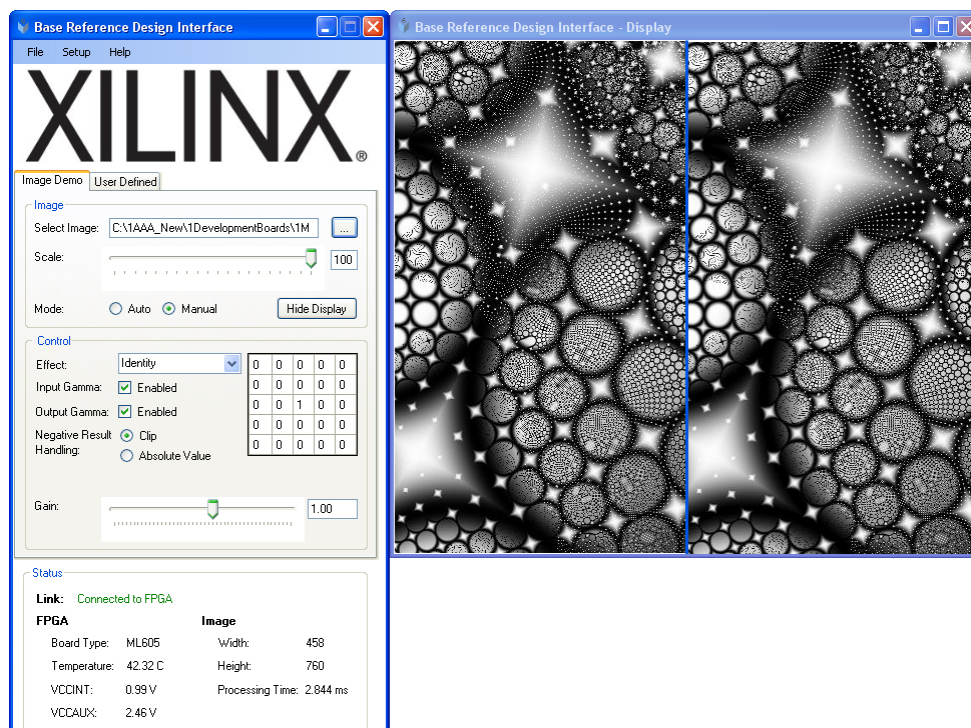 Base Reference Design Interface
File Setup Help
XILINX®
Image Demo User Defined
Image
Select Image: C:\1AAA_New\1DevelopmentBoards\1M ...
Scale: 100
Mode: Auto Manual Hide Display
Control
Effect: Identity
Input Gamma: Enabled
Output Gamma: Enabled
Negative Result Handling: Clip
Absolute Value
0 0 0 0 0
0 0 0 0 0
0 0 1 0 0
0 0 0 0 0
0 0 0 0 0
Gain: 1.00
Status
Link: Connected to FPGA
FPGA Image
Board Type: ML605 Width: 458
Temperature: 42.32 C Height: 760
VCCINT: 0.99 V Processing Time: 2.844 ms
VCCAUX: 2.46 V
Base Reference Design Interface - Display